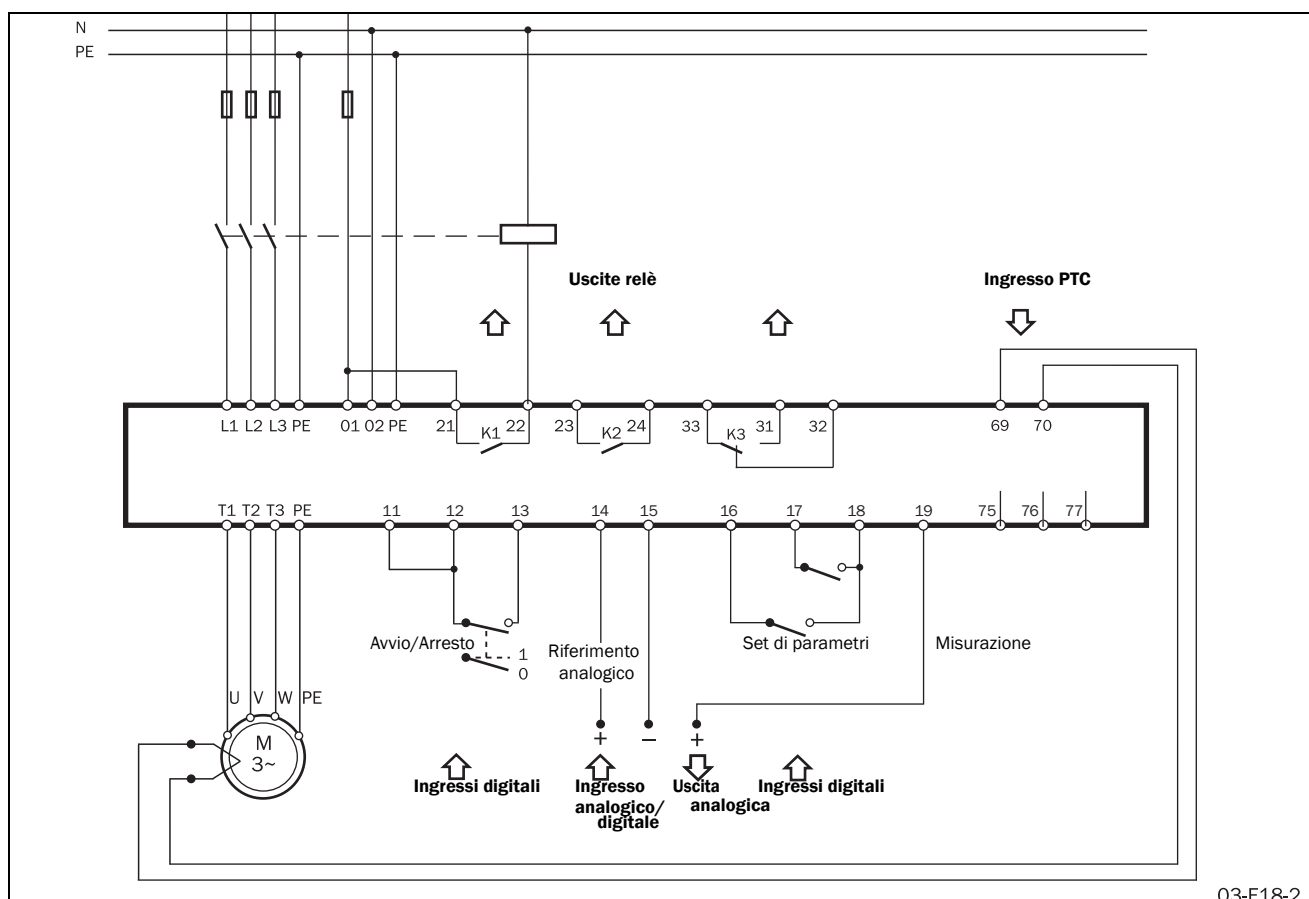 N
PE
Uscite relè
Ingresso PTC
L1 L2 L3 PE 01 02 PE 21 22 23 24 33 31 32 69 70
K1 K2 K3
T1 T2 T3 PE 11 12 13 14 15 16 17 18 19 75 76 77
Avvio/Arresto
1
0
Riferimento
analogico
Set di parametri
Misurazione
U V W PE
M
3~
+ − +
Ingressi digitali
Ingresso
analogico/
digitale
Uscita
analogica
Ingressi digitali
03-F18-2